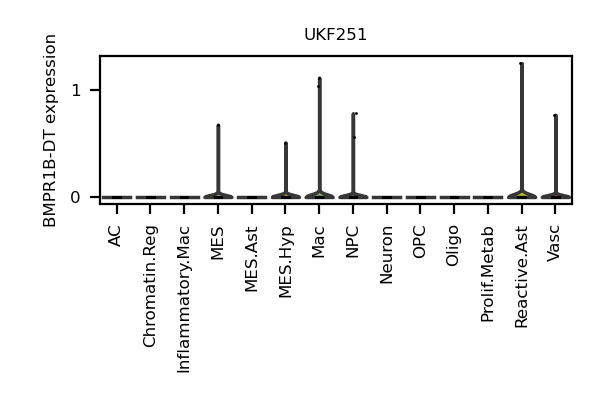 UKF251
BMPR1B-DT expression
1
0
AC
Chromatin.Reg
Inflammatory.Mac
MES
MES.Ast
MES.Hyp
Mac
NPC
Neuron
OPC
Oligo
Prolif.Metab
Reactive.Ast
Vasc